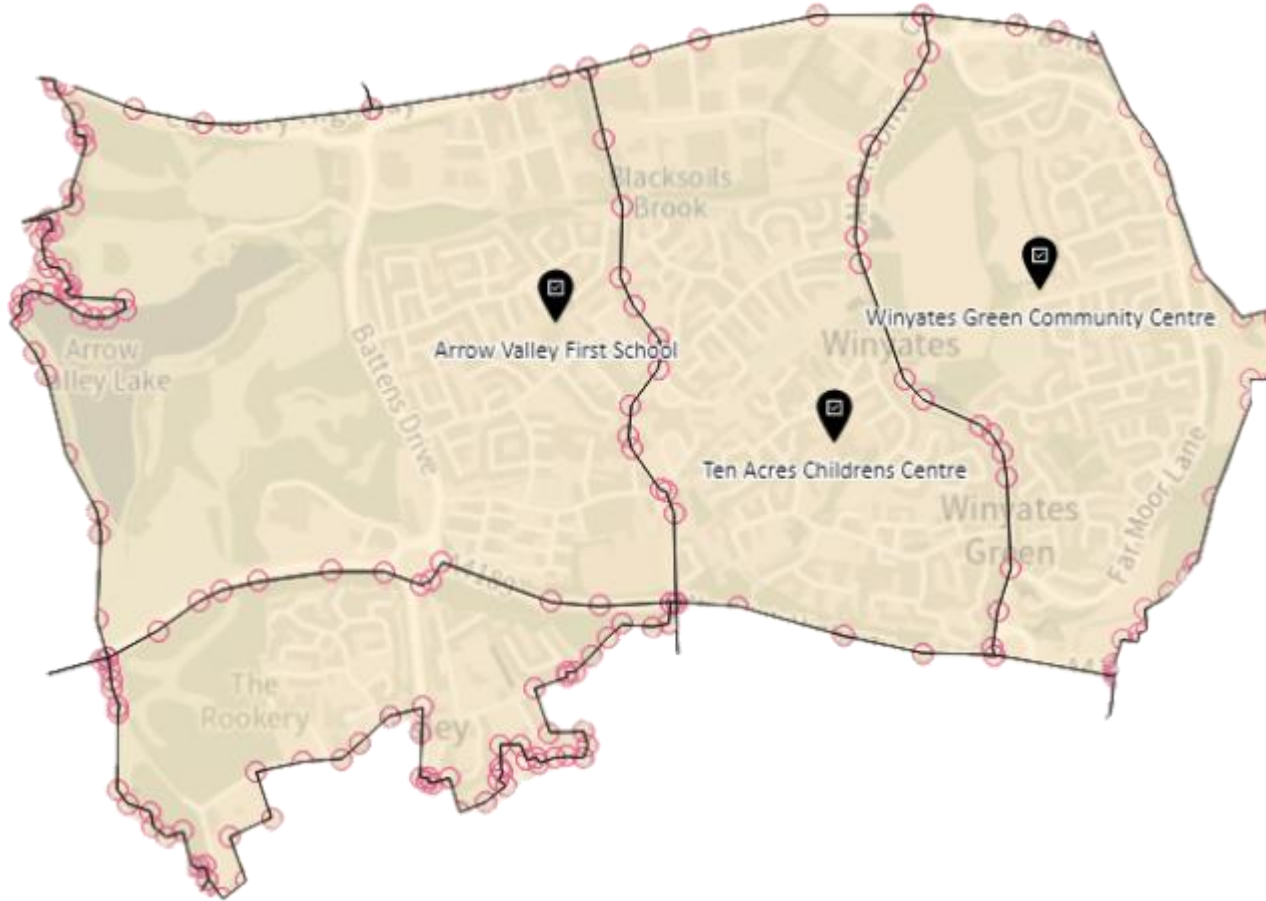 Blacksoils
Brook
Winyates Green Community Centre
Arrow Valley First School
Winyates
Arrow
Valley Lake
Battens Drive
Ten Acres Childrens Centre
Winyates
Green
Far Moor Lane
The
Rookery